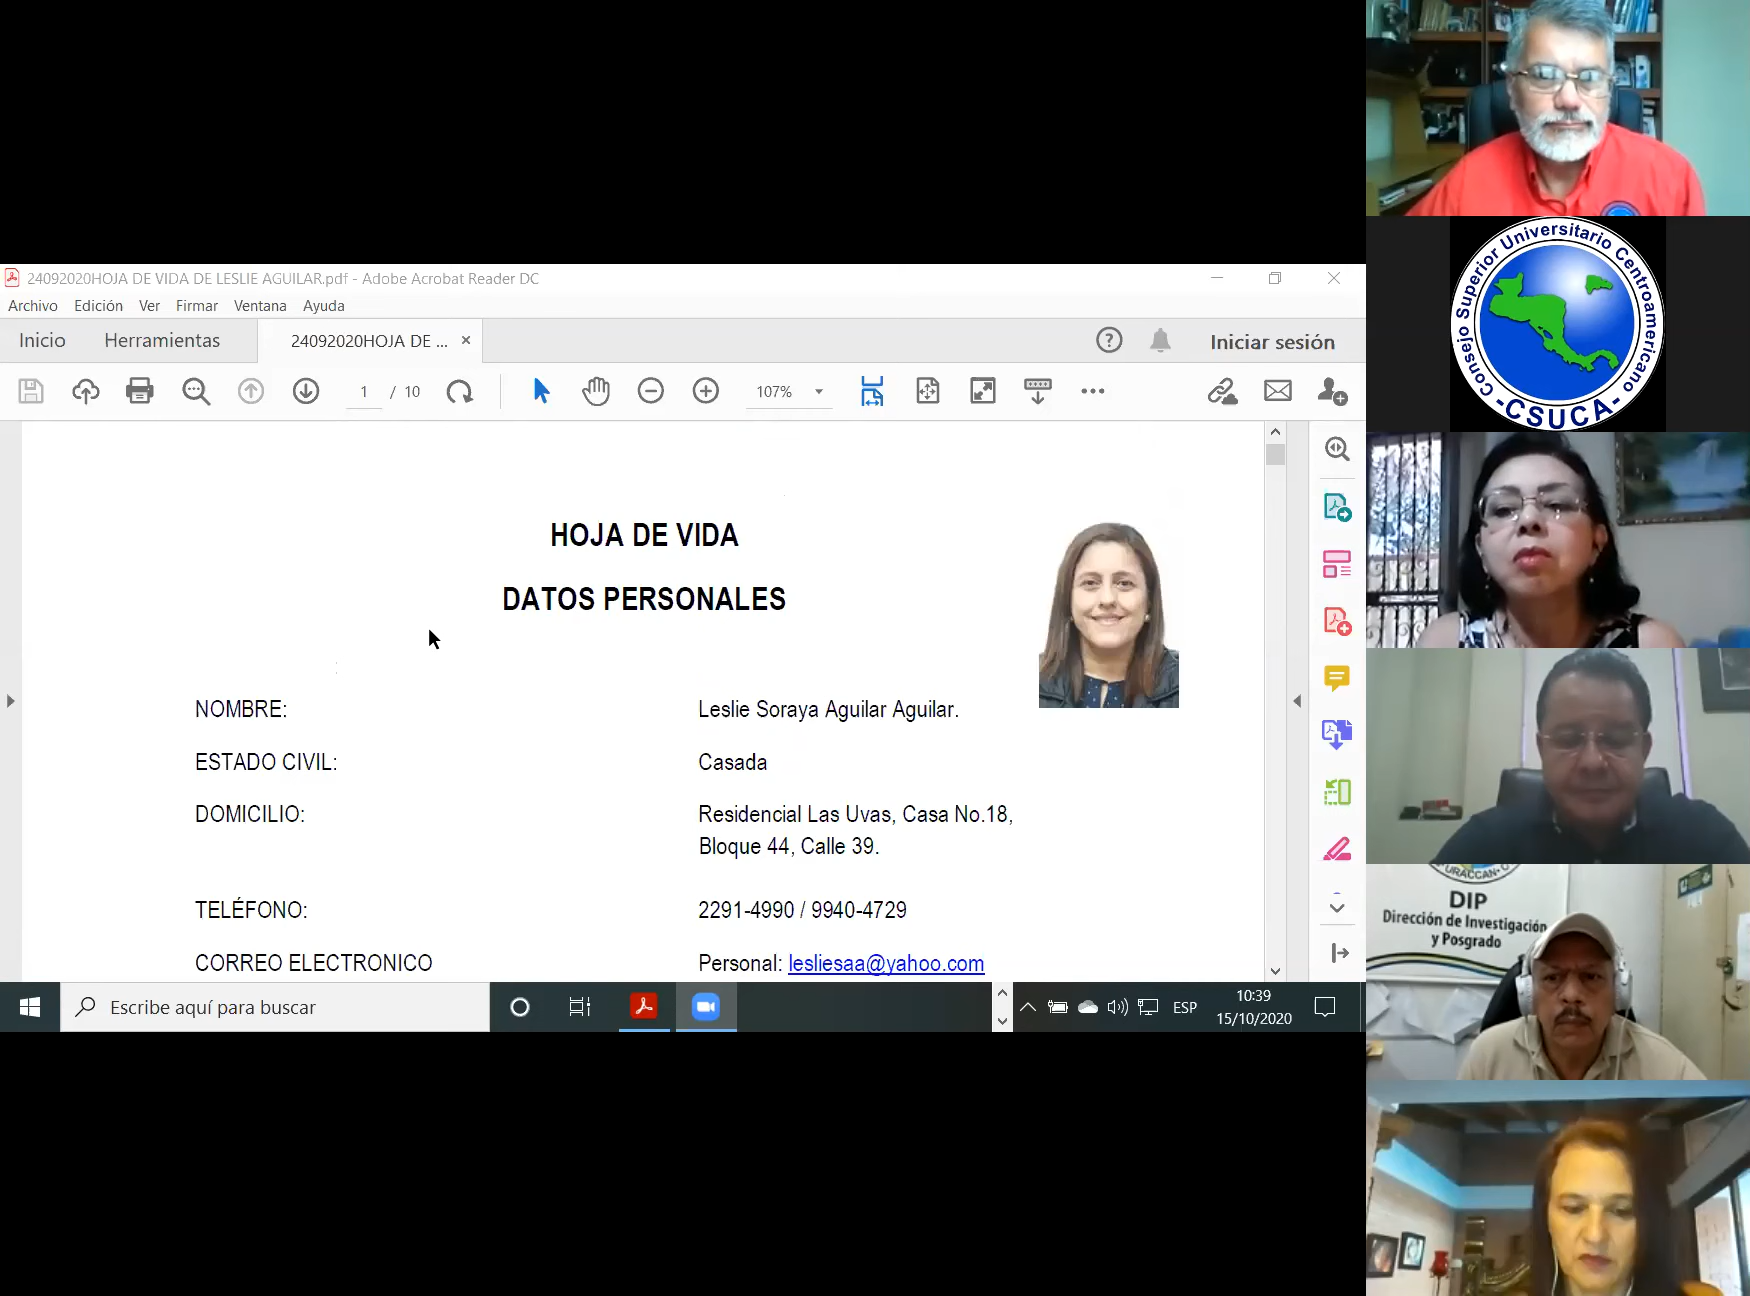 24092020HOJA DE VIDA DE LESLIE AGUILAR.pdf - Adobe Acrobat Reader DC
Archivo Edición Ver Firmar Ventana Ayuda
Inicio Herramientas 24092020HOJA DE ... × Iniciar sesión
1 / 10 107%
HOJA DE VIDA
DATOS PERSONALES
NOMBRE: Leslie Soraya Aguilar Aguilar.
ESTADO CIVIL: Casada
DOMICILIO: Residencial Las Uvas, Casa No.18,
Bloque 44, Calle 39.
TELÉFONO: 2291-4990 / 9940-4729
CORREO ELECTRONICO Personal: lesliesaa@yahoo.com
Escribe aquí para buscar
ESP
10:39
15/10/2020
Consejo Superior Universitario Centroamericano
-CSUCA-
URACCAN
DIP
Dirección de Investigación
y Posgrado